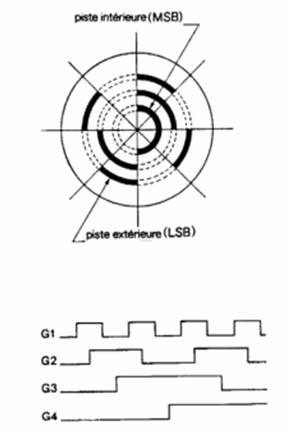 piste intérieure (MSB)
piste extérieure (LSB)
G1
G2
G3
G4